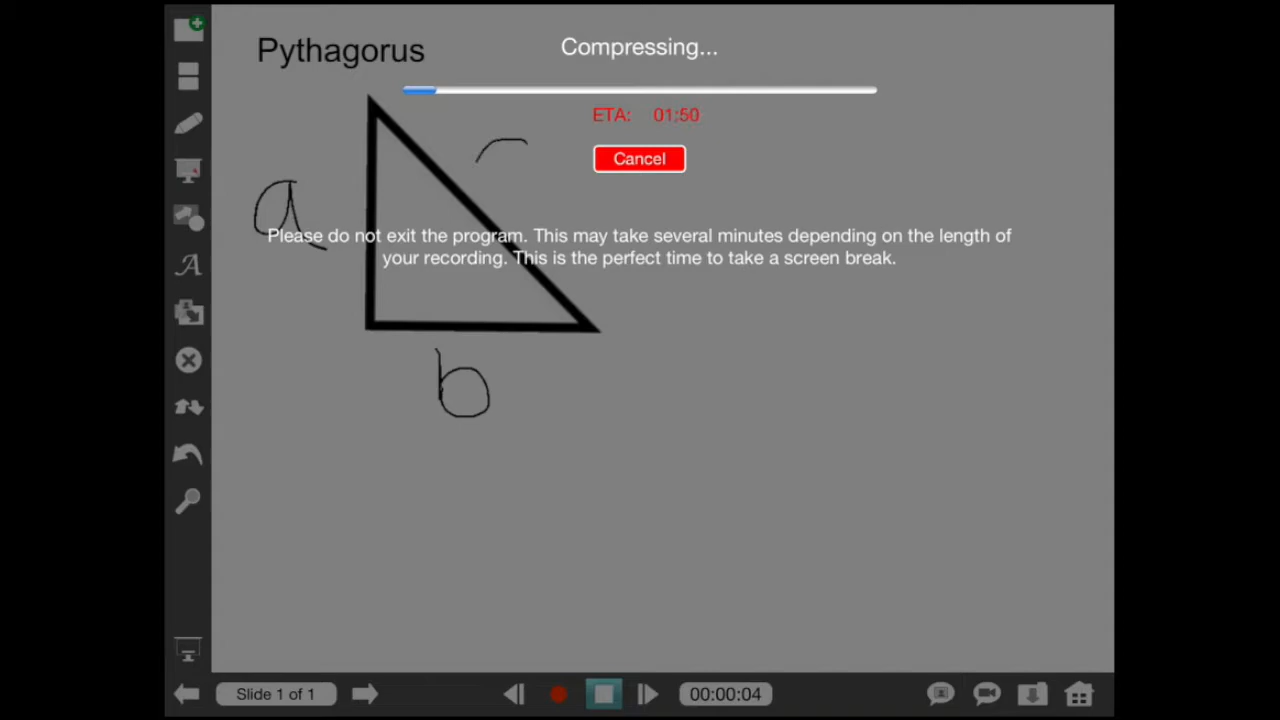 Pythagorus
Compressing...
ETA: 01:50
Cancel
a
Please do not exit the program. This may take several minutes depending on the length of
your recording. This is the perfect time to take a screen break.
b
Slide 1 of 1
00:00:04